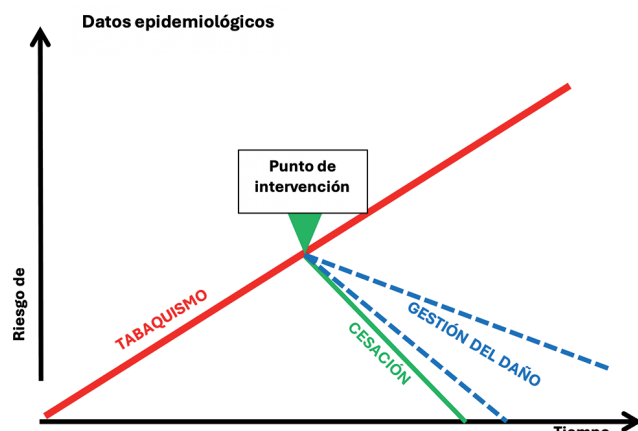 Datos epidemiológicos
Punto de
intervención
Riesgo de
TABAQUISMO
GESTIÓN DEL DAÑO
CESACIÓN
Tiempo